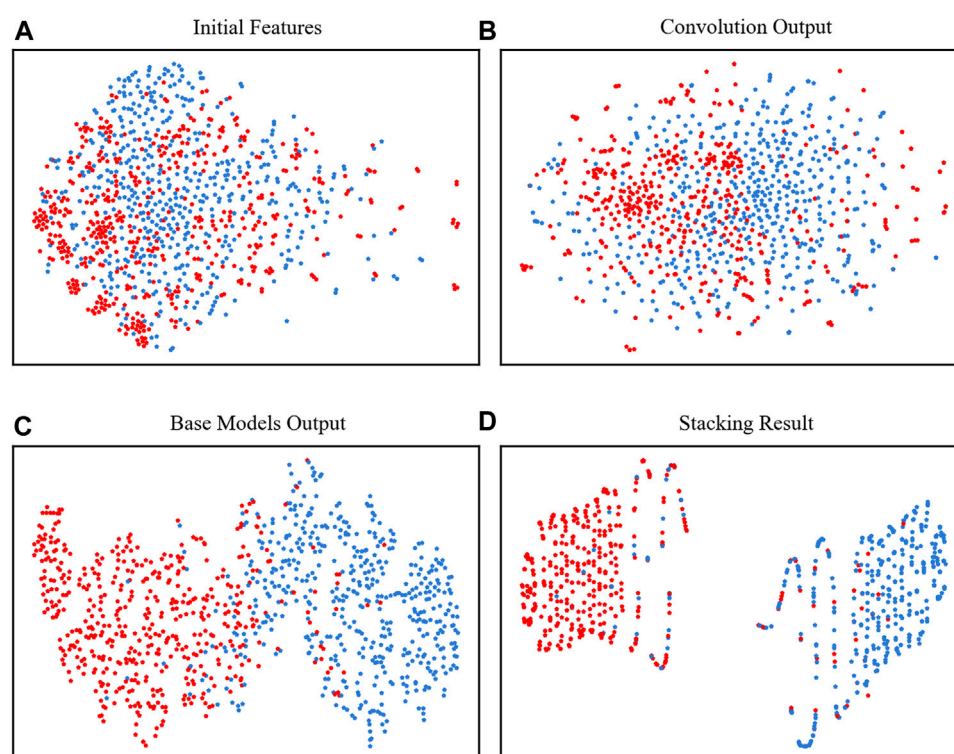 A
Initial Features
B
Convolution Output
C
Base Models Output
D
Stacking Result